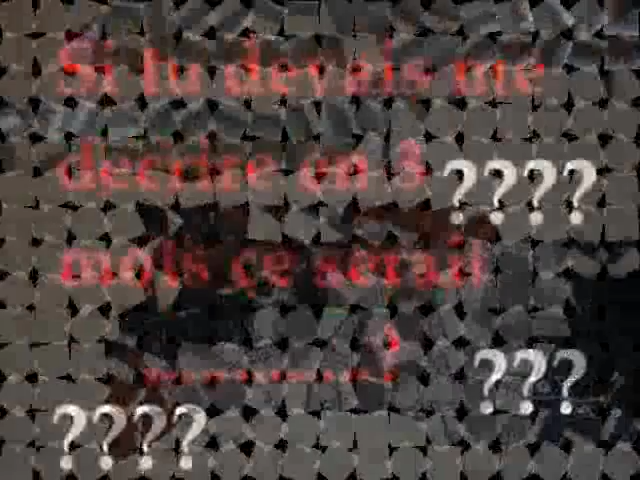 Si tu devais me
decrire en 3
????
mots ce serait
..............?
???
????